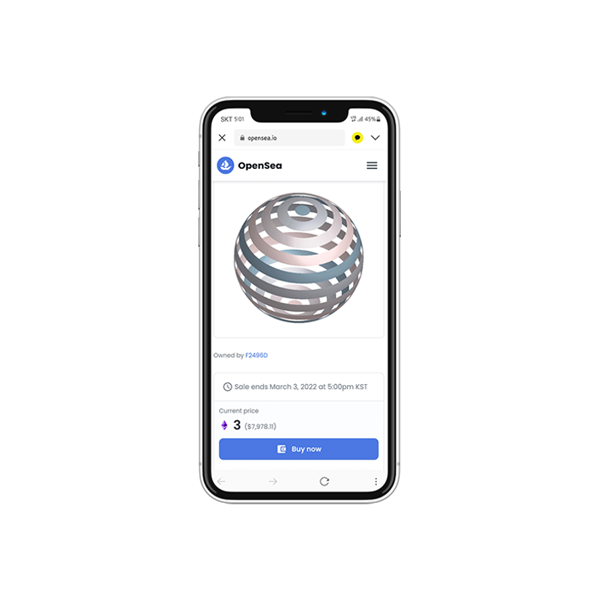 SKT 5:01
45%
opensea.io
OpenSea
Owned by F2496D
Sale ends March 3, 2022 at 5:00pm KST
Current price
3 ($7,978.11)
Buy now